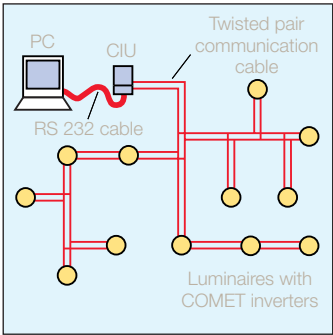 Twisted pair
communication
cable
PC
CIU
RS 232 cable
Luminaires with
COMET inverters